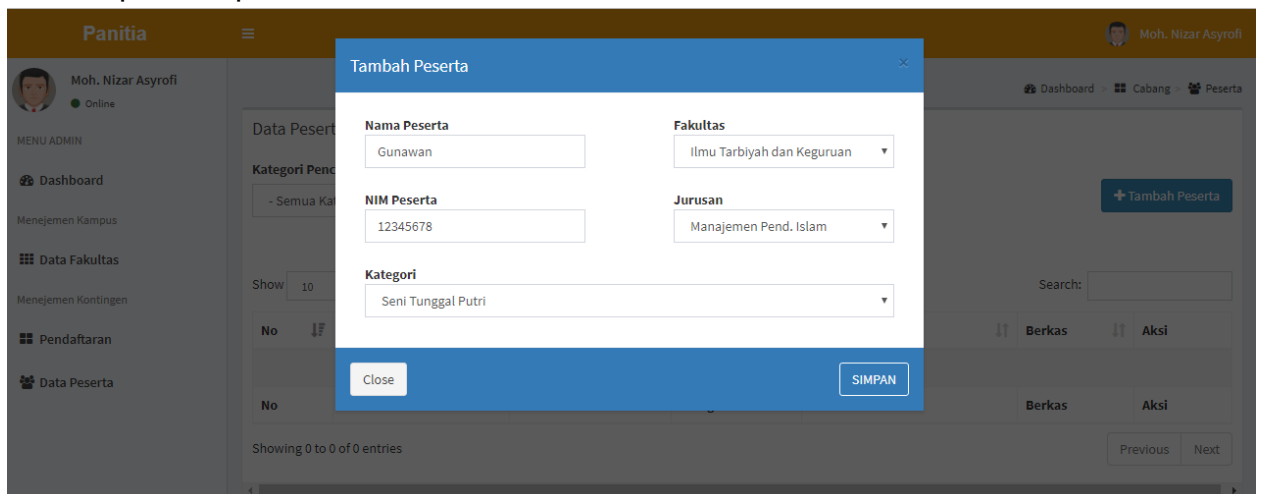 Panitia
Moh. Nizar Asyrofi
Moh. Nizar Asyrofi
Online
Dashboard > Cabang > Peserta
MENU ADMIN
Dashboard
Menejemen Kampus
Data Fakultas
Menejemen Kontingen
Pendaftaran
Data Peserta
Data Pesert
Kategori Penc
- Semua Kat
+ Tambah Peserta
Show 10
Search:
No Berkas Aksi
No Berkas Aksi
Showing 0 to 0 of 0 entries
Previous Next
Tambah Peserta ×
Nama Peserta Fakultas
Gunawan Ilmu Tarbiyah dan Keguruan
NIM Peserta Jurusan
12345678 Manajemen Pend. Islam
Kategori
Seni Tunggal Putri
Close SIMPAN